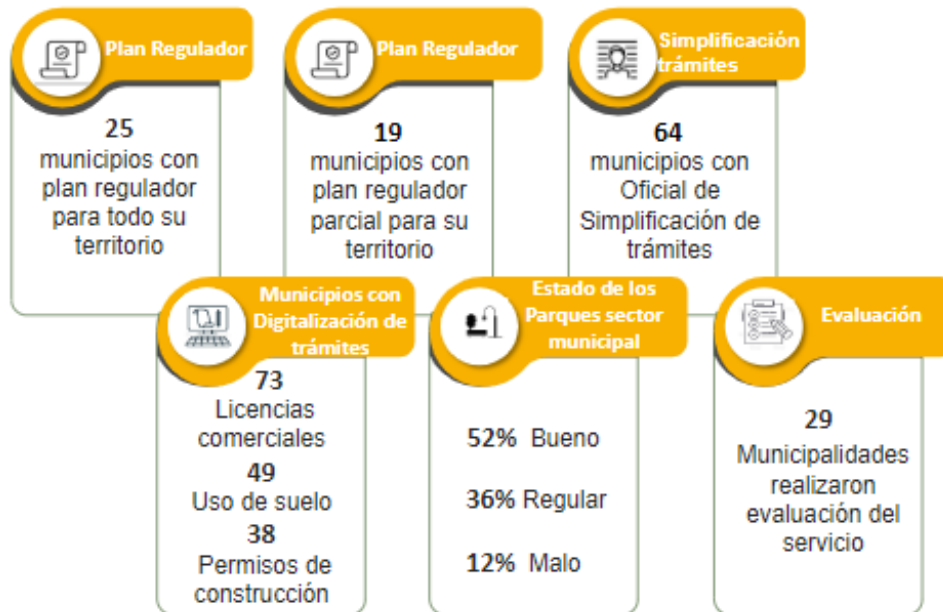 Plan Regulador
25
municipios con
plan regulador
para todo su
territorio
Plan Regulador
19
municipios con
plan regulador
parcial para su
territorio
Simplificación
trámites
64
municipios con
Oficial de
Simplificación de
trámites
Municipios con
Digitalización de
trámites
73
Licencias
comerciales
49
Uso de suelo
38
Permisos de
construcción
Estado de los
Parques sector
municipal
52% Bueno
36% Regular
12% Malo
Evaluación
29
Municipalidades
realizaron
evaluación del
servicio